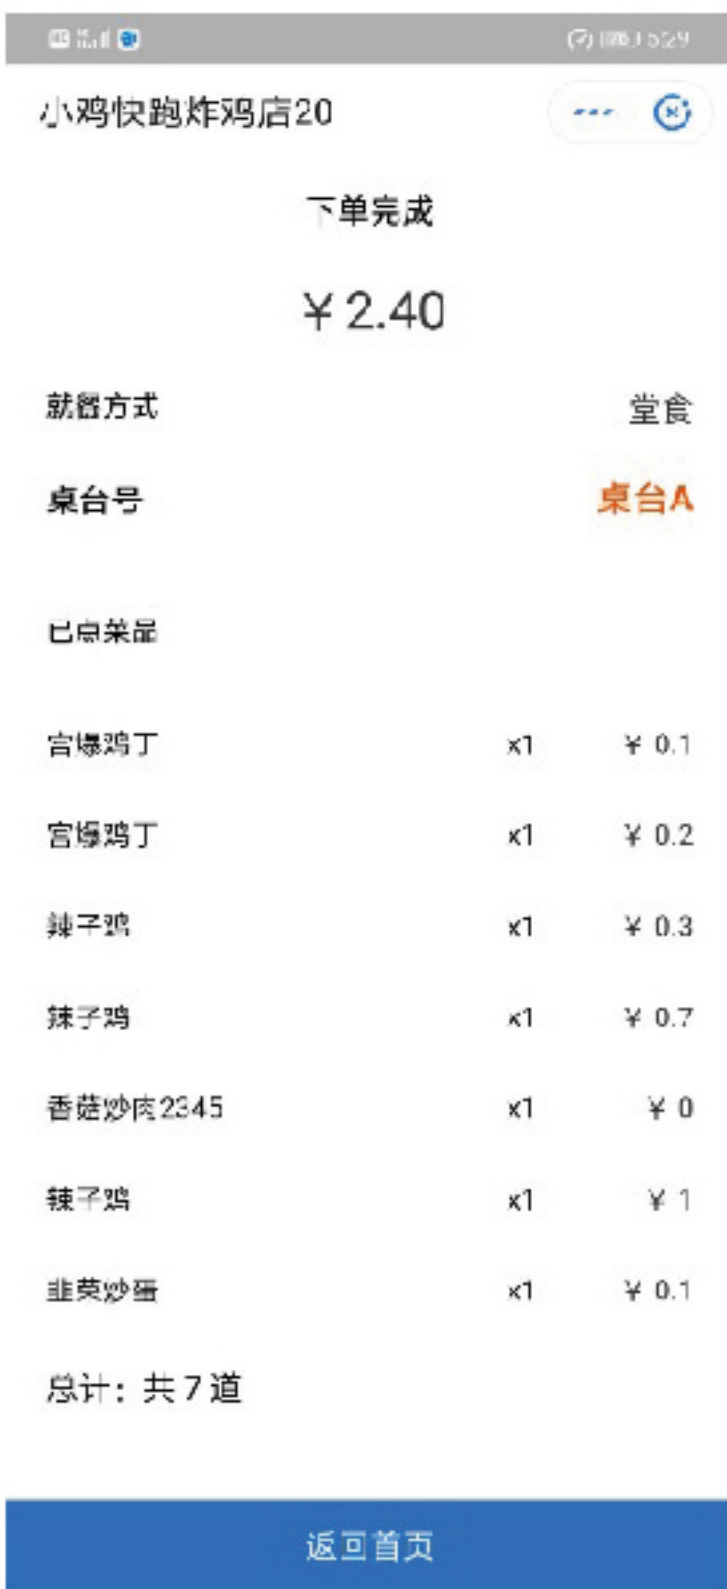 小鸡快跑炸鸡店20
下单完成
¥2.40
就餐方式 堂食
桌台号 桌台A
已点菜品
宫爆鸡丁 x1 ¥ 0.1
宫爆鸡丁 x1 ¥ 0.2
辣子鸡 x1 ¥ 0.3
辣子鸡 x1 ¥ 0.7
香菇炒肉2345 x1 ¥ 0
辣子鸡 x1 ¥ 1
韭菜炒蛋 x1 ¥ 0.1
总计：共7道
返回首页